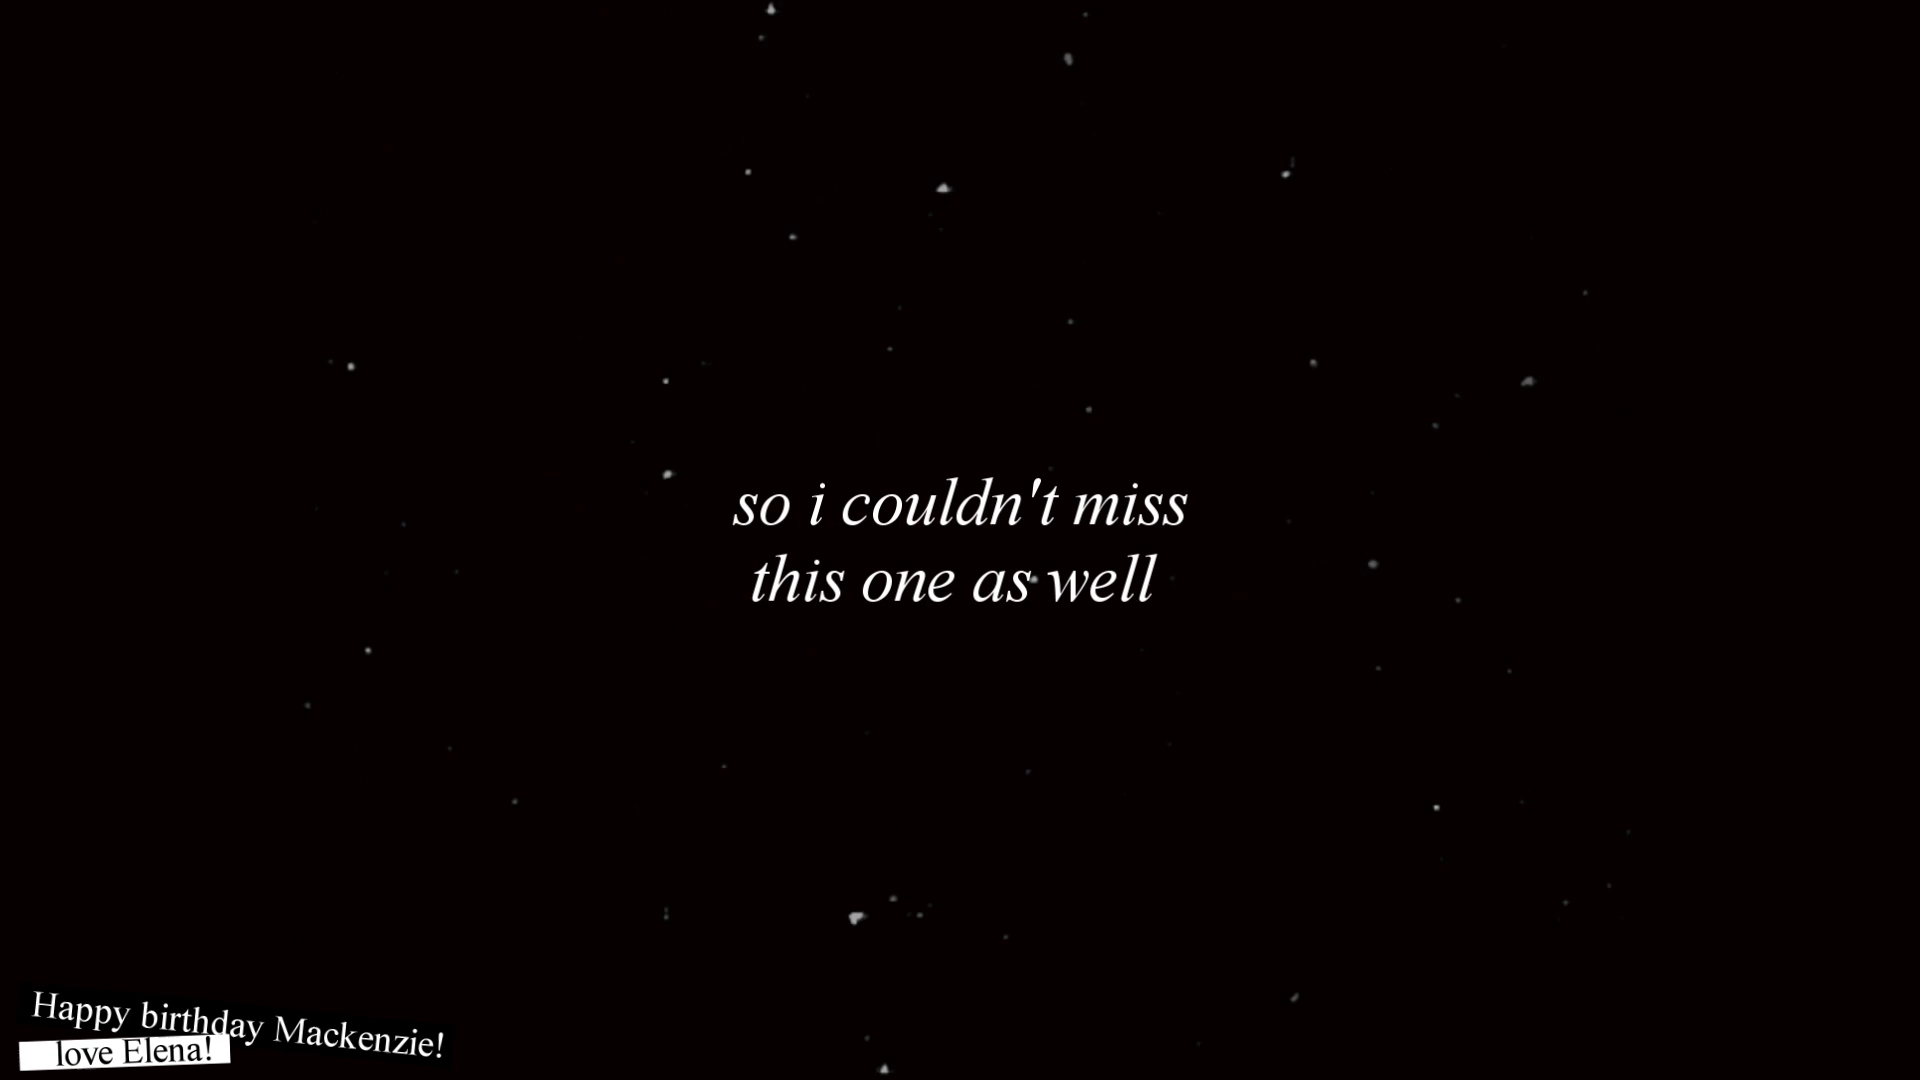 so i couldn't miss
this one as well
Happy birthday Mackenzie!
love Elena!